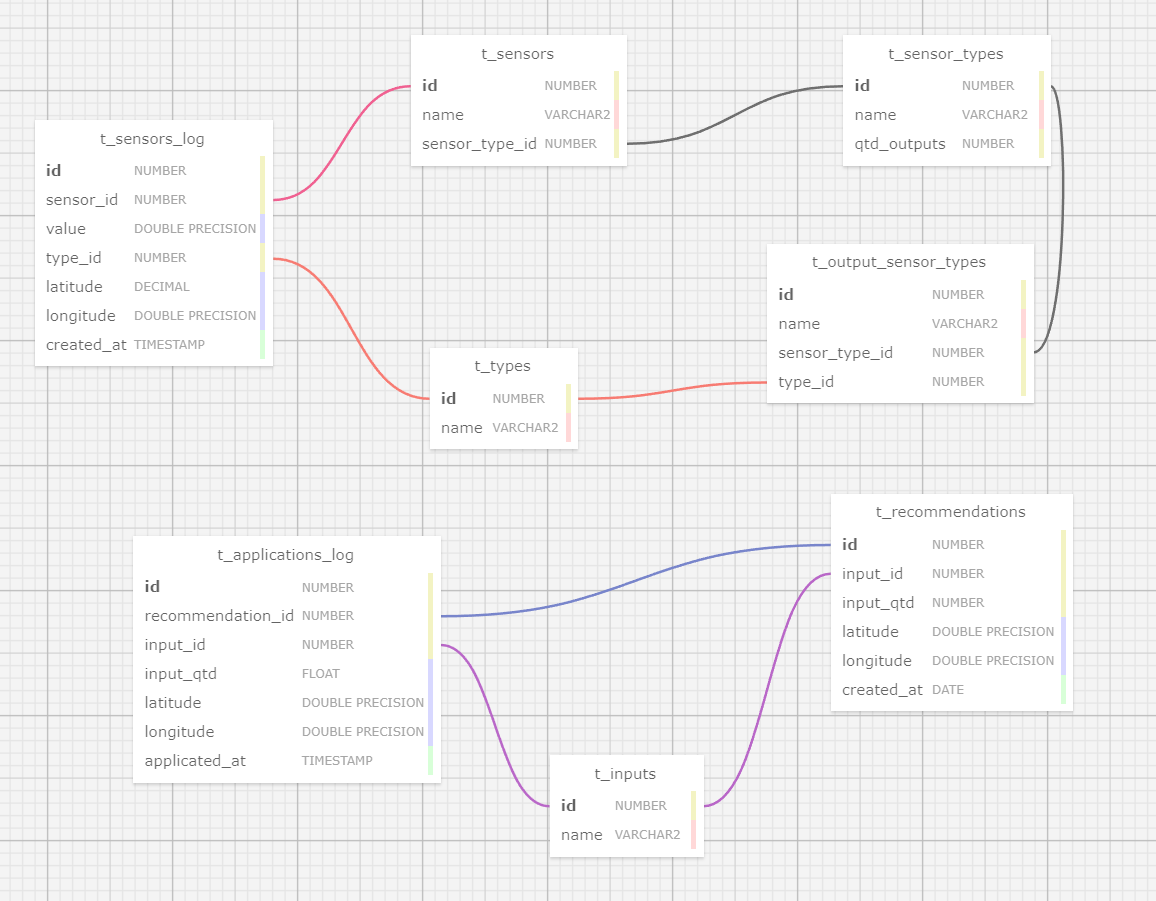 t_sensors
id NUMBER
name VARCHAR2
sensor_type_id NUMBER
t_sensor_types
id NUMBER
name VARCHAR2
qtd_outputs NUMBER
t_sensors_log
id NUMBER
sensor_id NUMBER
value DOUBLE PRECISION
type_id NUMBER
latitude DECIMAL
longitude DOUBLE PRECISION
created_at TIMESTAMP
t_output_sensor_types
id NUMBER
name VARCHAR2
sensor_type_id NUMBER
type_id NUMBER
t_types
id NUMBER
name VARCHAR2
t_recommendations
id NUMBER
input_id NUMBER
input_qtd NUMBER
latitude DOUBLE PRECISION
longitude DOUBLE PRECISION
created_at DATE
t_applications_log
id NUMBER
recommendation_id NUMBER
input_id NUMBER
input_qtd FLOAT
latitude DOUBLE PRECISION
longitude DOUBLE PRECISION
applicated_at TIMESTAMP
t_inputs
id NUMBER
name VARCHAR2